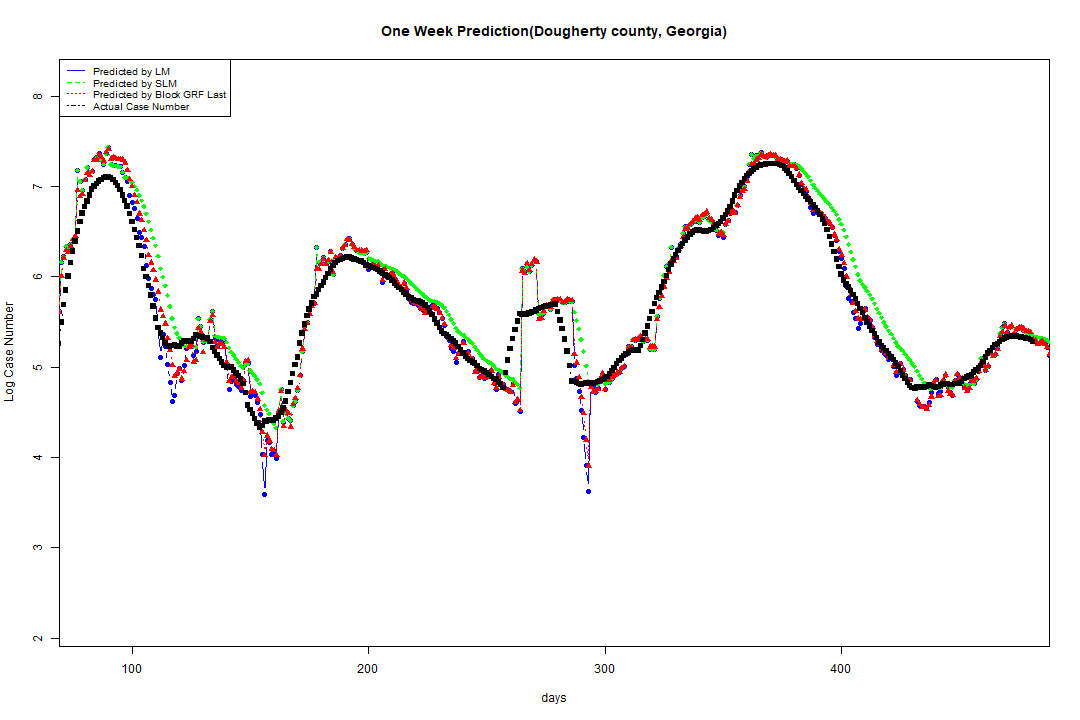 One Week Prediction(Dougherty county, Georgia)
Predicted by LM
Predicted by SLM
Predicted by Block GRF Last
Actual Case Number
8
7
6
5
4
3
2
Log Case Number
100 200 300 400
days